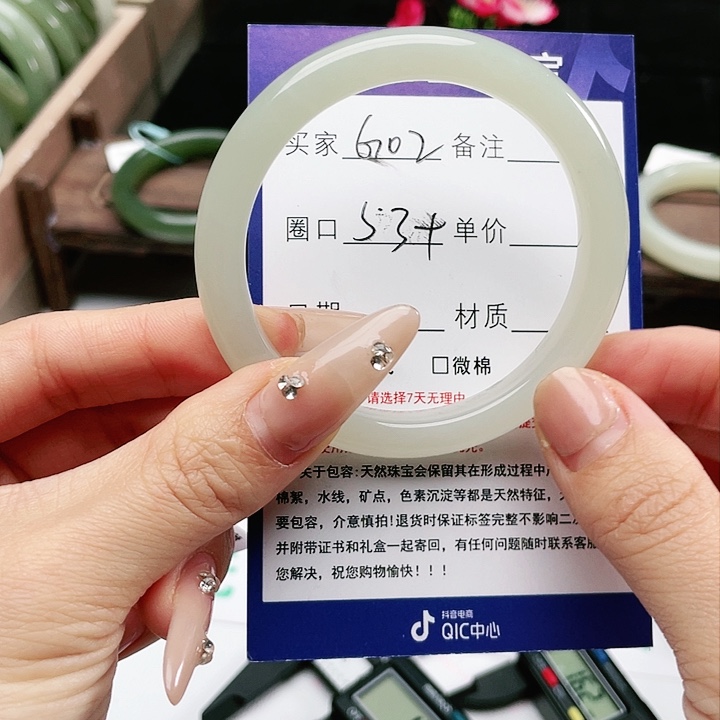 买家 6202 备注
圈口 53+ 单价
日期 材质
□微棉
请选择7天无理由
关于包容:天然珠宝会保留其在形成过程中
棉絮,水线,矿点,色素沉淀等都是天然特征,
要包容,介意慎拍!退货时保证标签完整不影响二次
并附带证书和礼盒一起寄回,有任何问题随时联系客服
您解决,祝您购物愉快!!!
抖音电商
QIC中心